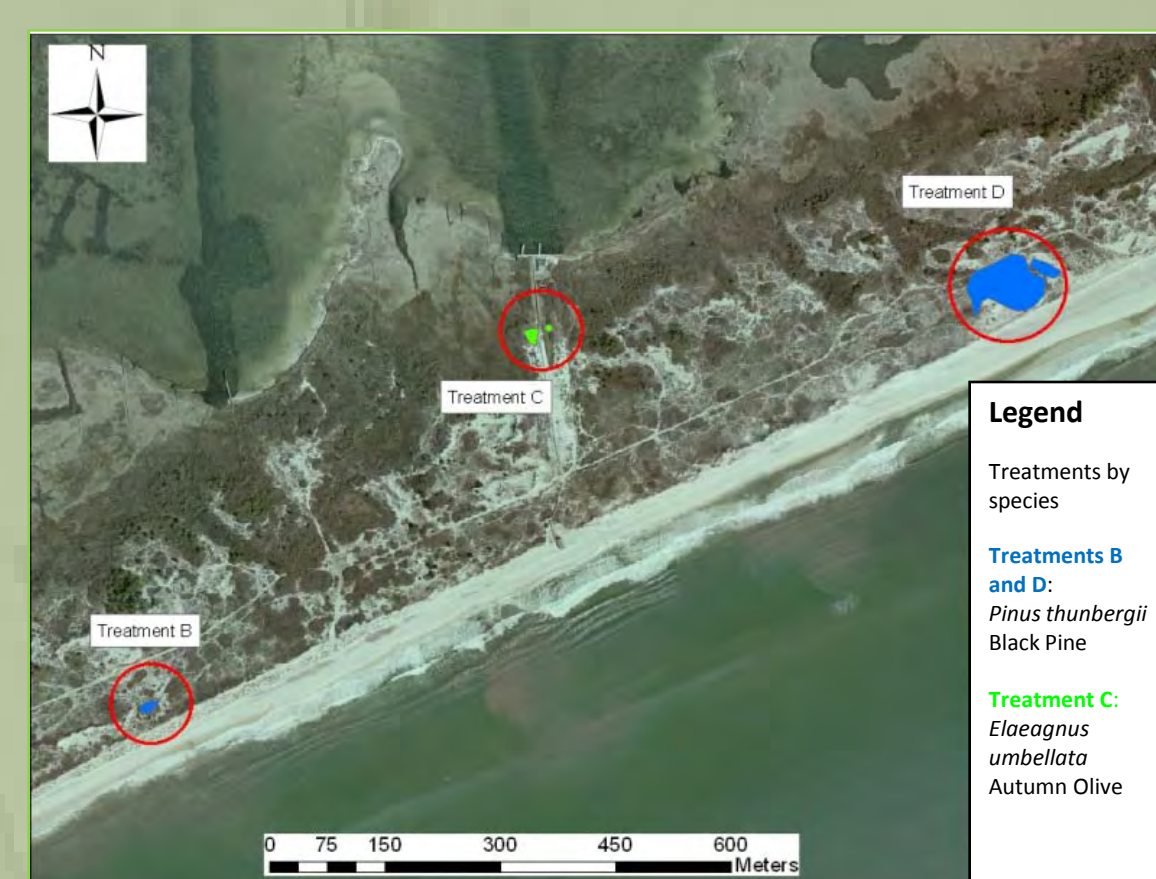 N
Treatment D
Treatment C
Treatment B
Legend
Treatments by
species
Treatments B
and D:
Pinus thunbergii
Black Pine
Treatment C:
Elaeagnus
umbellata
Autumn Olive
0 75 150 300 450 600
Meters